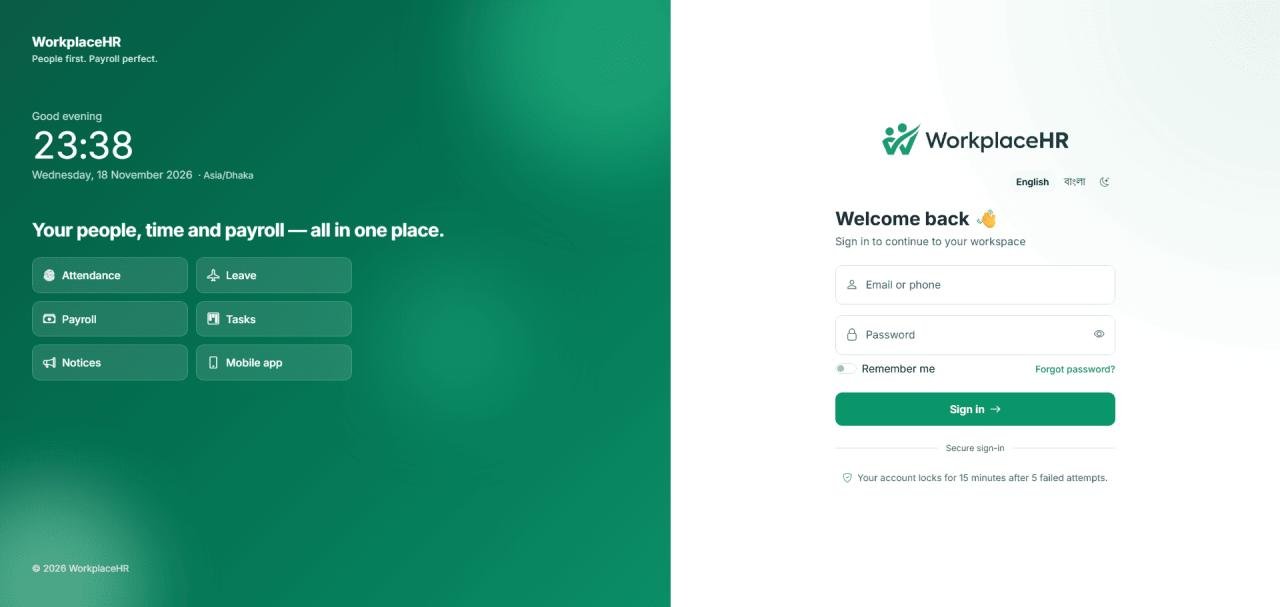 WorkplaceHR
People first. Payroll perfect.
Good evening
23:38
Wednesday, 18 November 2026 · Asia/Dhaka
Your people, time and payroll — all in one place.
Attendance
Leave
Payroll
Tasks
Notices
Mobile app
© 2026 WorkplaceHR
WorkplaceHR
English বাংলা
Welcome back 👋
Sign in to continue to your workspace
Email or phone
Password
Remember me
Forgot password?
Sign in →
Secure sign-in
Your account locks for 15 minutes after 5 failed attempts.